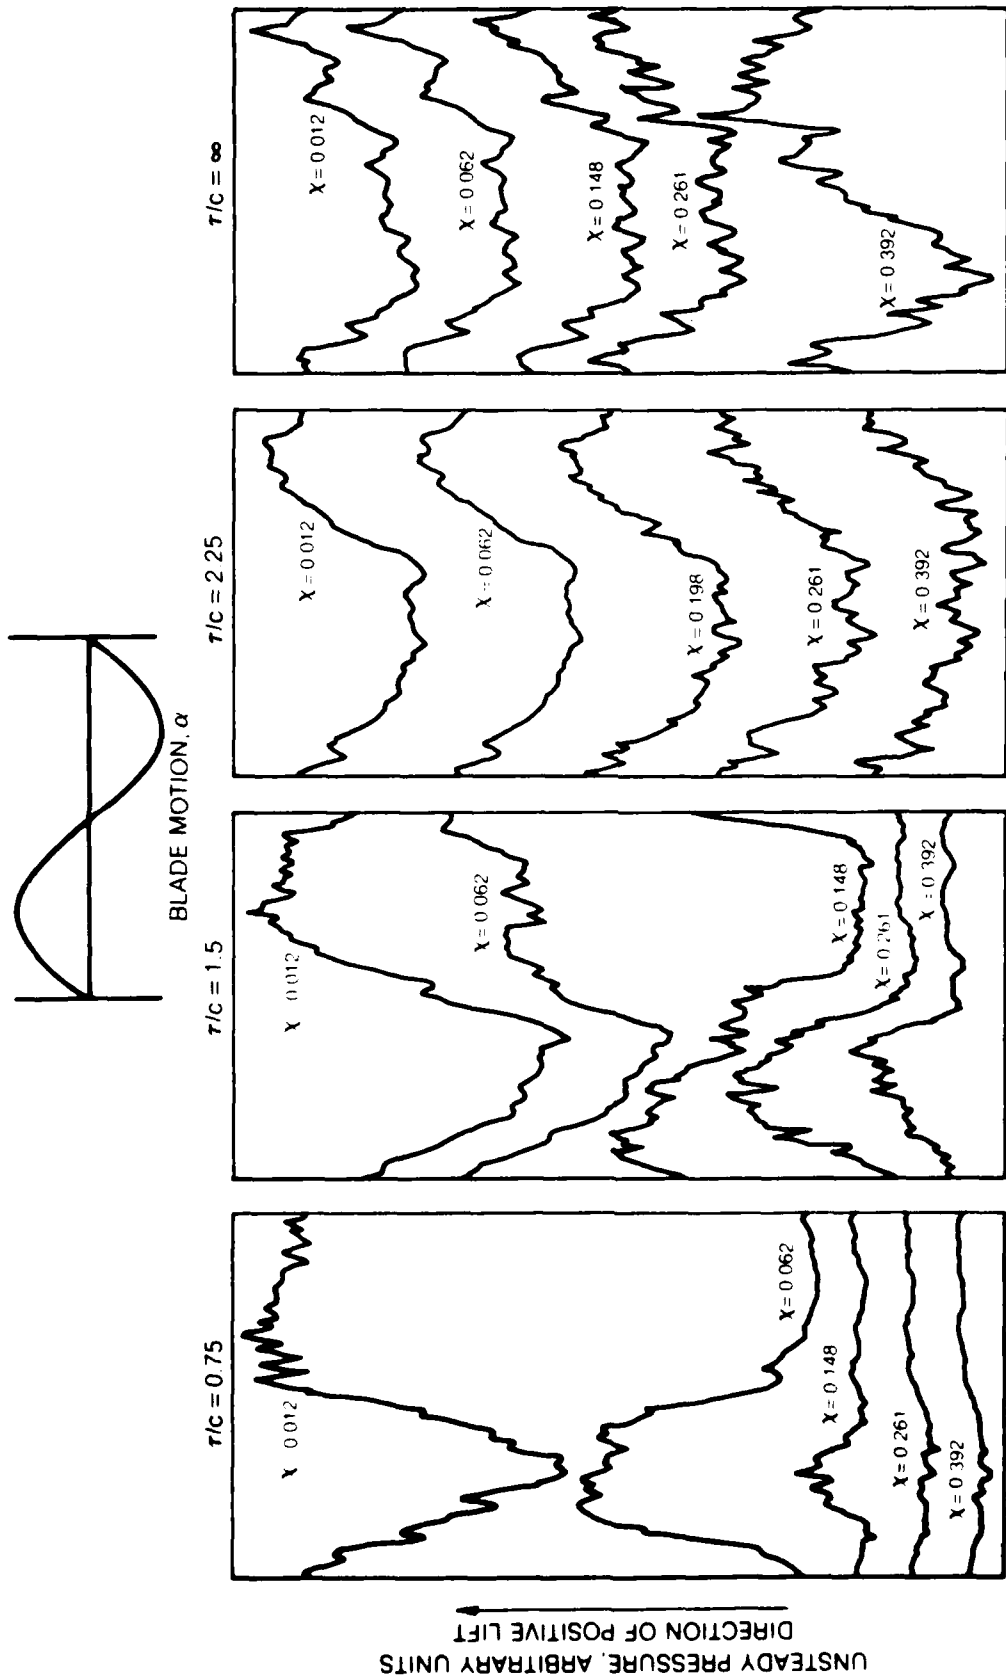 BLADE MOTION, α
τ/c = 0.75
τ/c = 1.5
τ/c = 2.25
τ/c = ∞
UNSTEADY PRESSURE, ARBITRARY UNITS
DIRECTION OF POSITIVE LIFT
χ 0.012
χ = 0.062
χ = 0.148
χ = 0.261
χ = 0.392
χ 0.012
χ = 0.062
χ = 0.148
χ = 0.261
χ = 0.392
χ = 0.012
χ = 0.062
χ = 0.198
χ = 0.261
χ = 0.392
χ = 0.012
χ = 0.062
χ = 0.148
χ = 0.261
χ = 0.392